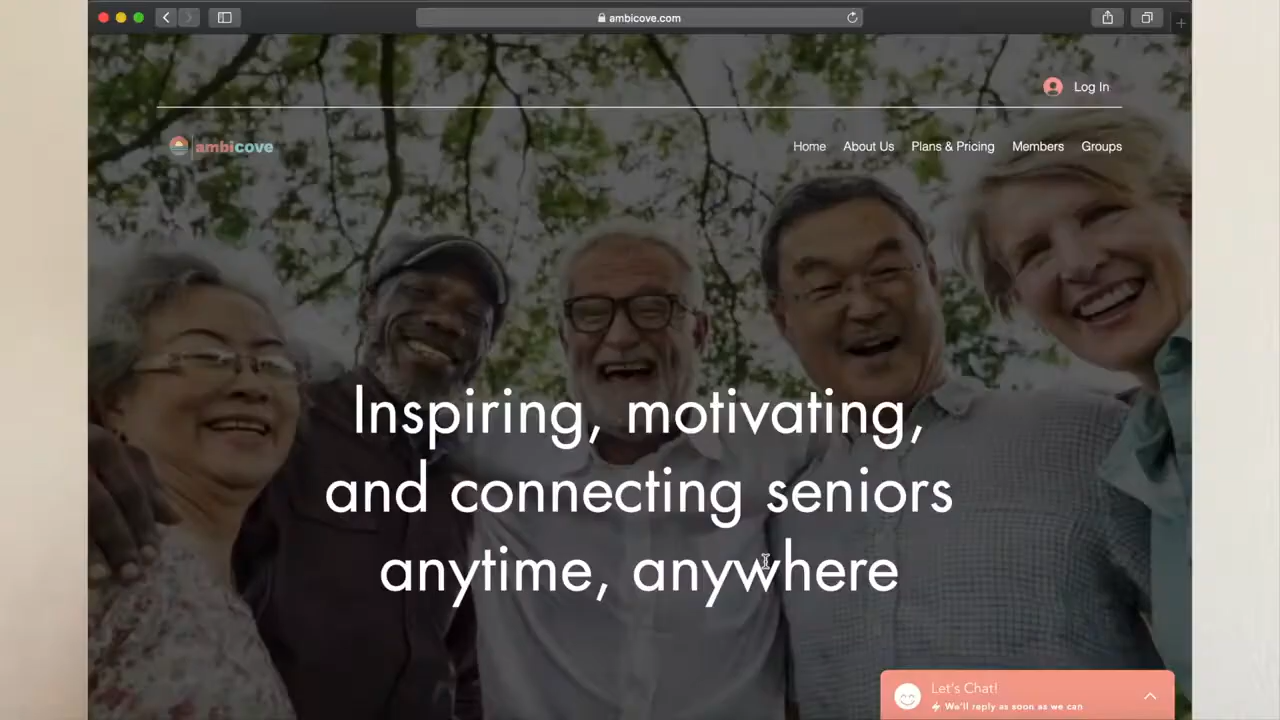 ambicove.com
Log In
ambicove
Home About Us Plans & Pricing Members Groups
Inspiring, motivating,
and connecting seniors
anytime, anywhere
Let's Chat!
We'll reply as soon as we can